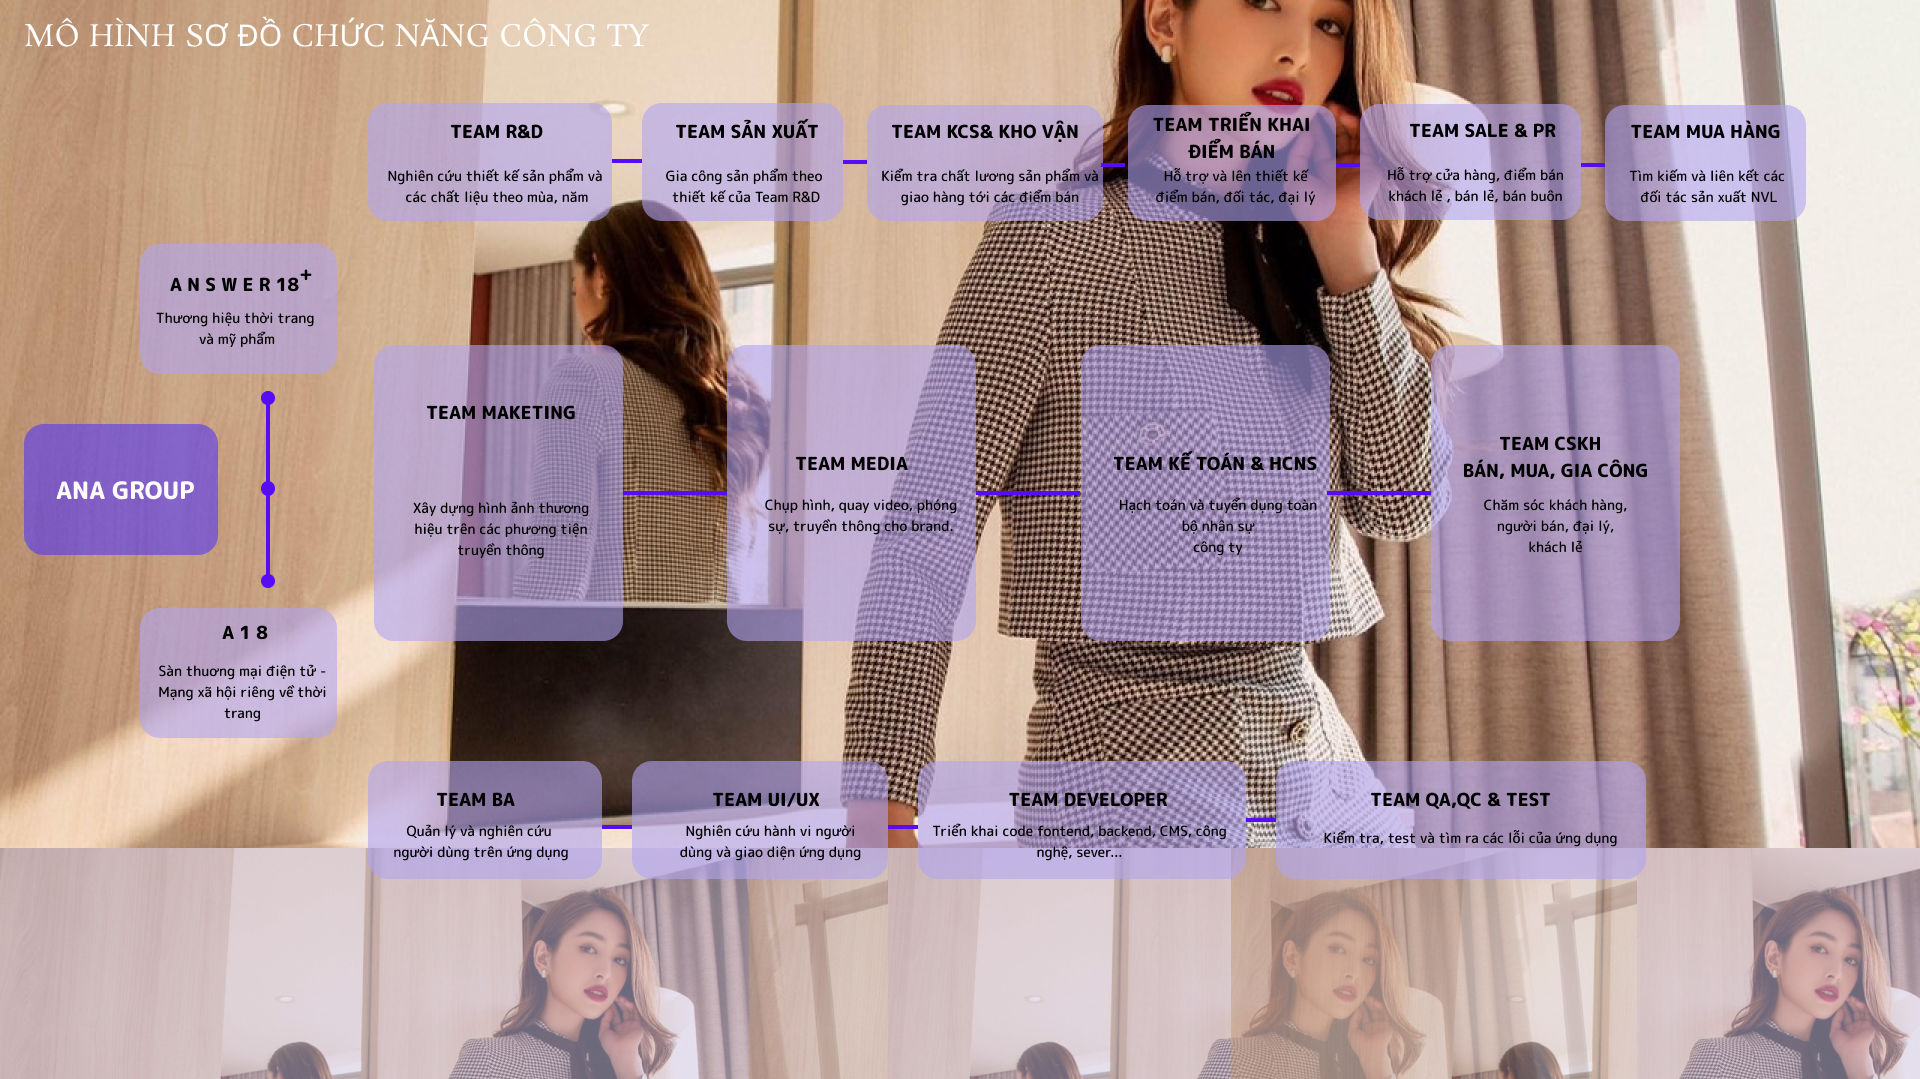 MÔ HÌNH SƠ ĐỒ CHỨC NĂNG CÔNG TY
TEAM R&D
Nghiên cứu thiết kế sản phẩm và
các chất liệu theo mùa, năm
TEAM SẢN XUẤT
Gia công sản phẩm theo
thiết kế của Team R&D
TEAM KCS& KHO VẬN
Kiểm tra chất lương sản phẩm và
giao hàng tới các điểm bán
TEAM TRIỂN KHAI
ĐIỂM BÁN
Hỗ trợ và lên thiết kế
điểm bán, đối tác, đại lý
TEAM SALE & PR
Hỗ trợ cửa hàng, điểm bán
khách lẻ , bán lẻ, bán buôn
TEAM MUA HÀNG
Tìm kiếm và liên kết các
đối tác sản xuất NVL
A N S W E R 18+
Thương hiệu thời trang
và mỹ phẩm
ANA GROUP
A 1 8
Sàn thuơng mại điện tử -
Mạng xã hội riêng về thời
trang
TEAM MAKETING
Xây dựng hình ảnh thương
hiệu trên các phương tiện
truyền thông
TEAM MEDIA
Chụp hình, quay video, phóng
sự, truyền thông cho brand.
TEAM KẾ TOÁN & HCNS
Hạch toán và tuyển dụng toàn
bộ nhân sự
công ty
TEAM CSKH
BÁN, MUA, GIA CÔNG
Chăm sóc khách hàng,
người bán, đại lý,
khách lẻ
TEAM BA
Quản lý và nghiên cứu
người dùng trên ứng dụng
TEAM UI/UX
Nghiên cứu hành vi người
dùng và giao diện ứng dụng
TEAM DEVELOPER
Triển khai code fontend, backend, CMS, công
nghệ, sever...
TEAM QA,QC & TEST
Kiểm tra, test và tìm ra các lỗi của ứng dụng